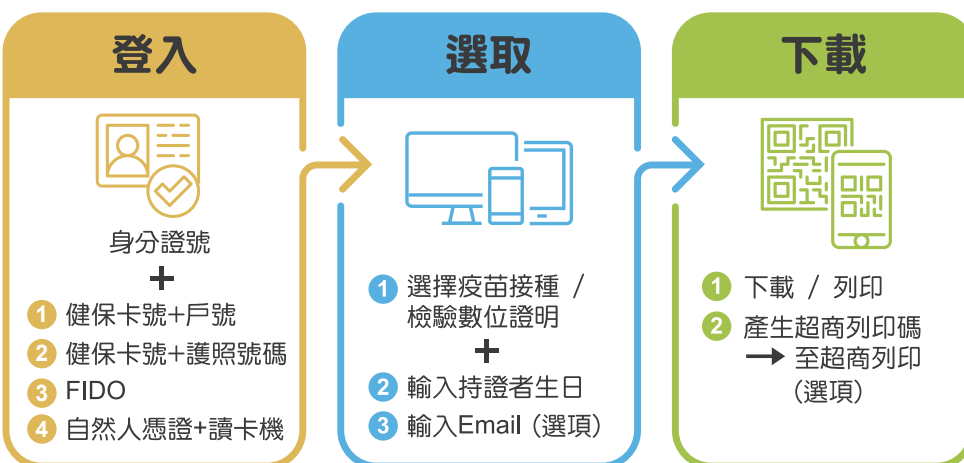 登入
身分證號
+
1 健保卡號+戶號
2 健保卡號+護照號碼
3 FIDO
4 自然人憑證+讀卡機
選取
1 選擇疫苗接種 /
檢驗數位證明
+
2 輸入持證者生日
3 輸入Email (選項)
下載
1 下載 / 列印
2 產生超商列印碼
→ 至超商列印
(選項)